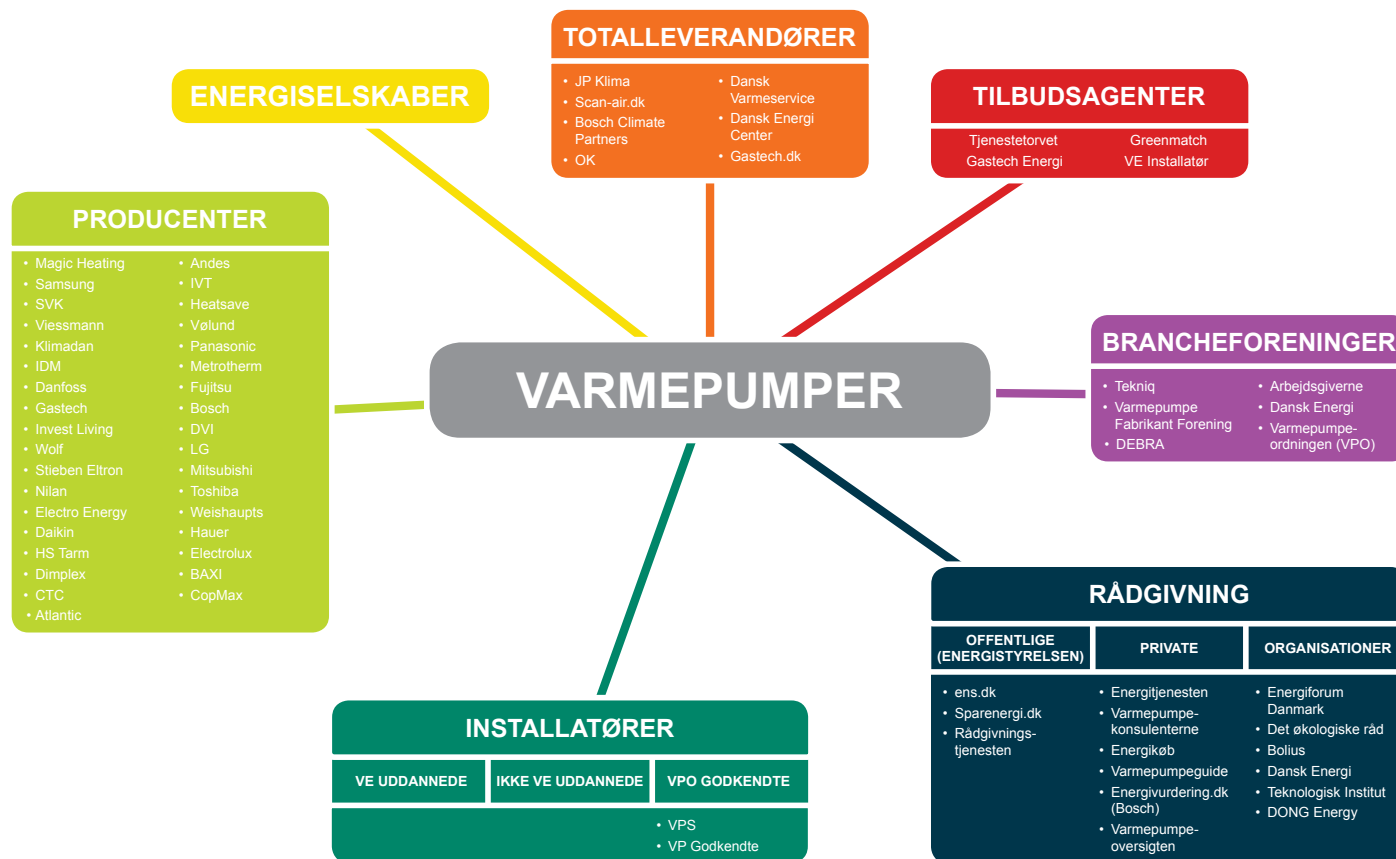 TOTALLEVERANDØRER
• JP Klima
• Scan-air.dk
• Bosch Climate
Partners
• OK
• Dansk
Varmeservice
• Dansk Energi
Center
• Gastech.dk
ENERGISELSKABER
TILBUDSAGENTER
Tjenestetorvet
Gastech Energi
Greenmatch
VE Installatør
PRODUCENTER
• Magic Heating
• Samsung
• SVK
• Viessmann
• Klimadan
• IDM
• Danfoss
• Gastech
• Invest Living
• Wolf
• Stieben Eltron
• Nilan
• Electro Energy
• Daikin
• HS Tarm
• Dimplex
• CTC
• Atlantic
• Andes
• IVT
• Heatsave
• Vølund
• Panasonic
• Metrotherm
• Fujitsu
• Bosch
• DVI
• LG
• Mitsubishi
• Toshiba
• Weishaupts
• Hauer
• Electrolux
• BAXI
• CopMax
VARMEPUMPER
BRANCHEFORENINGER
• Tekniq
• Varmepumpe
Fabrikant Forening
• DEBRA
• Arbejdsgiverne
• Dansk Energi
• Varmepumpe-
ordningen (VPO)
RÅDGIVNING
OFFENTLIGE
(ENERGISTYRELSEN)
• ens.dk
• Sparenergi.dk
• Rådgivnings-
tjenesten
PRIVATE
• Energitjenesten
• Varmepumpe-
konsulenterne
• Energikøb
• Varmepumpeguide
• Energivurdering.dk
(Bosch)
• Varmepumpe-
oversigten
ORGANISATIONER
• Energiforum
Danmark
• Det økologiske råd
• Bolius
• Dansk Energi
• Teknologisk Institut
• DONG Energy
INSTALLATØRER
VE UDDANNEDE
IKKE VE UDDANNEDE
VPO GODKENDTE
• VPS
• VP Godkendte